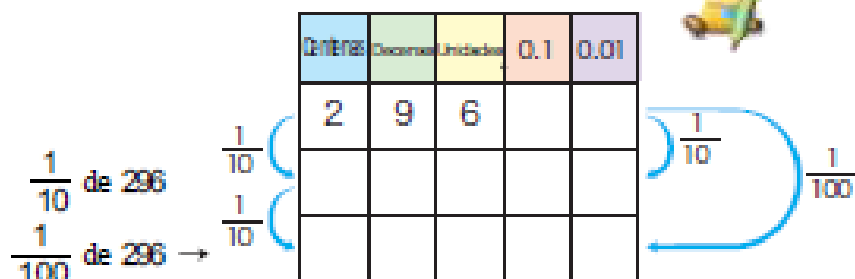 Centenas Decenas Unidades 0.1 0.01
2 9 6
1/10 1/10
1/10 de 296 1/100
1/10
1/100 de 296 →